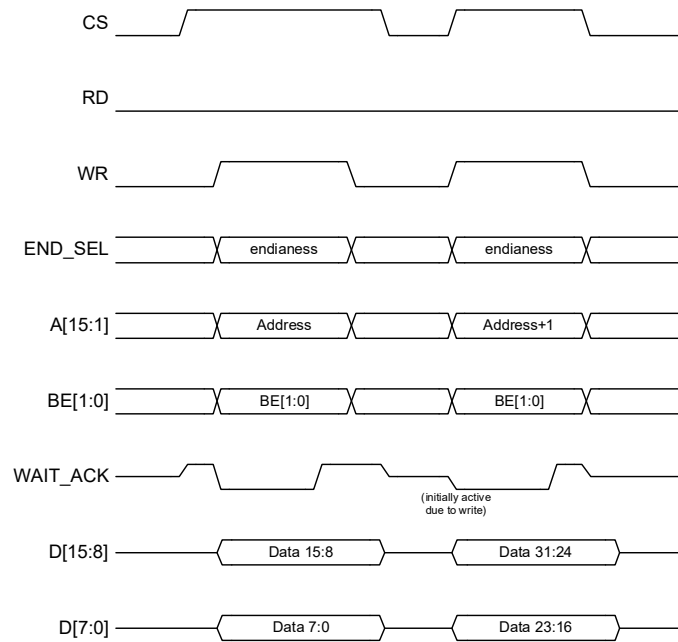 CS
RD
WR
END_SEL endianess endianess
A[15:1] Address Address+1
BE[1:0] BE[1:0] BE[1:0]
WAIT_ACK
(initially active
due to write)
D[15:8] Data 15:8 Data 31:24
D[7:0] Data 7:0 Data 23:16